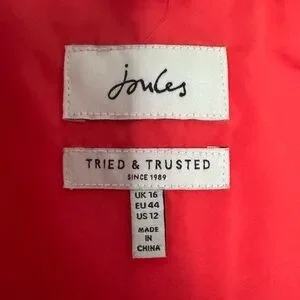 joules
TRIED & TRUSTED
SINCE 1989
UK 16
EU 44
US 12
MADE
IN
CHINA